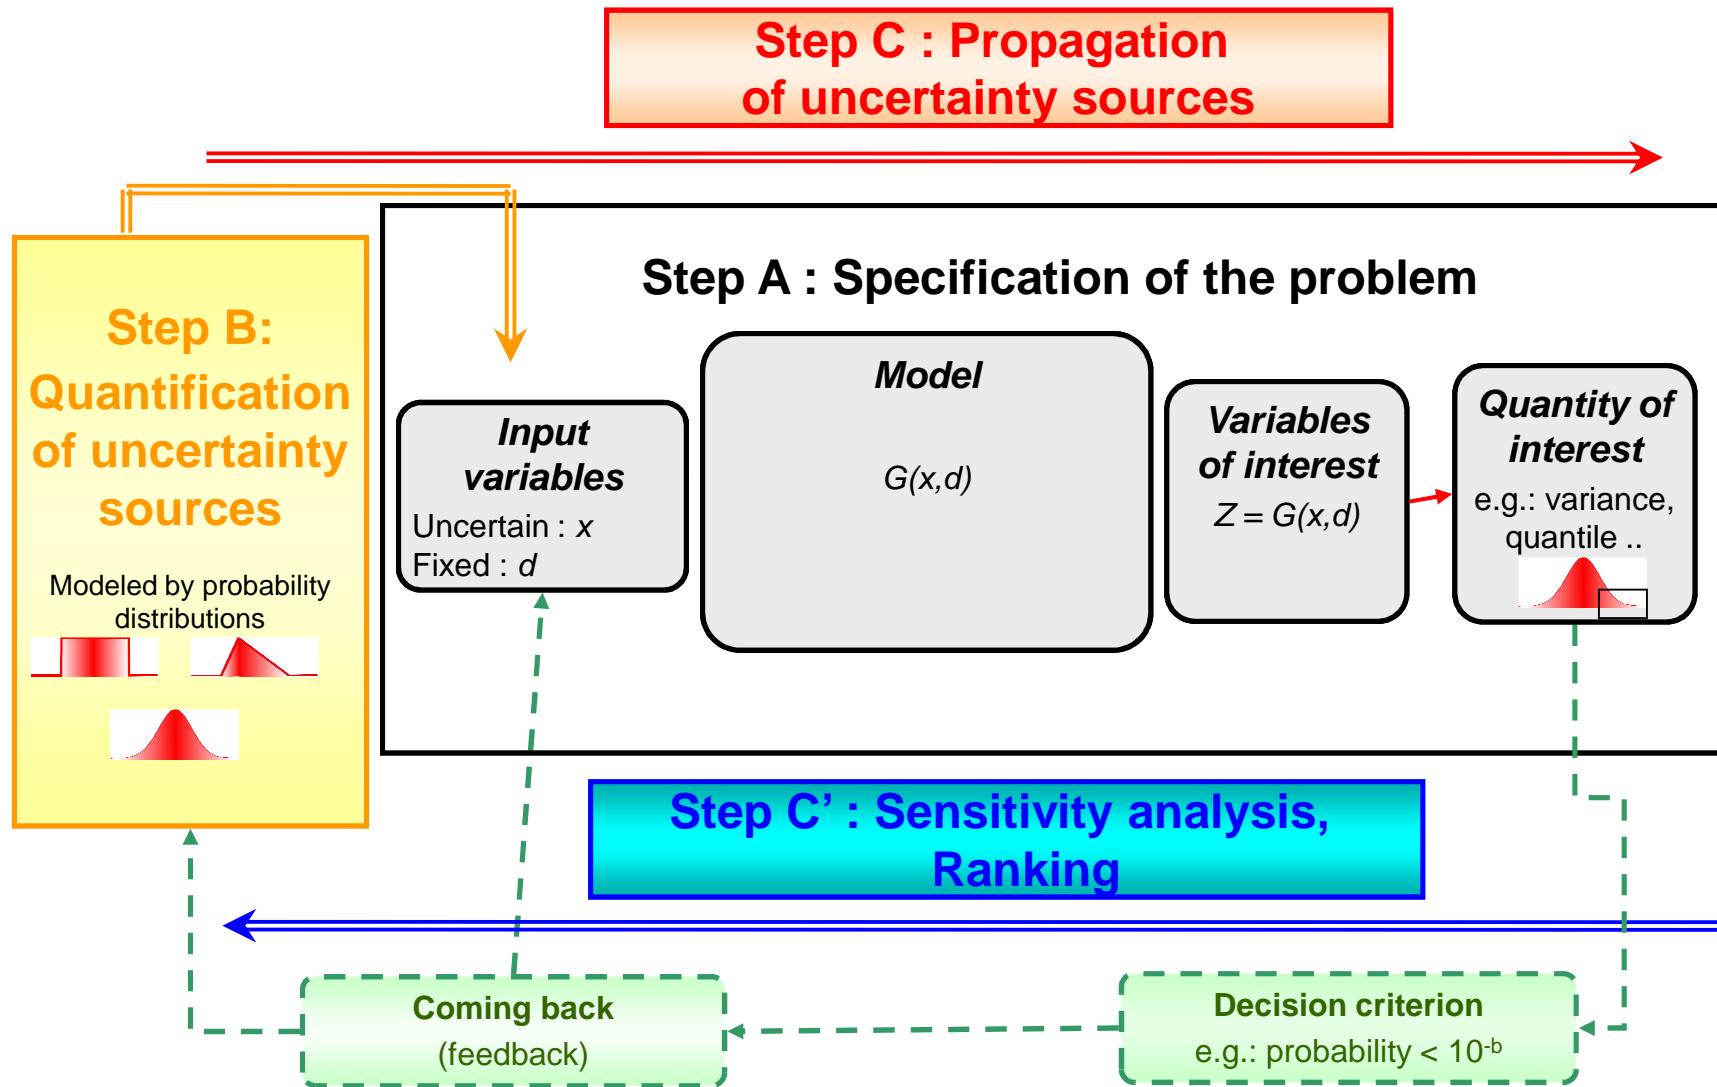 Step C : Propagation
of uncertainty sources
Step A : Specification of the problem
Step B:
Quantification
of uncertainty
sources
Modeled by probability
distributions
Input
variables
Uncertain : x
Fixed : d
Model
G(x,d)
Variables
of interest
Z = G(x,d)
Quantity of
interest
e.g.: variance,
quantile ..
Step C’ : Sensitivity analysis,
Ranking
Coming back
(feedback)
Decision criterion
e.g.: probability < 10⁻ᵇ